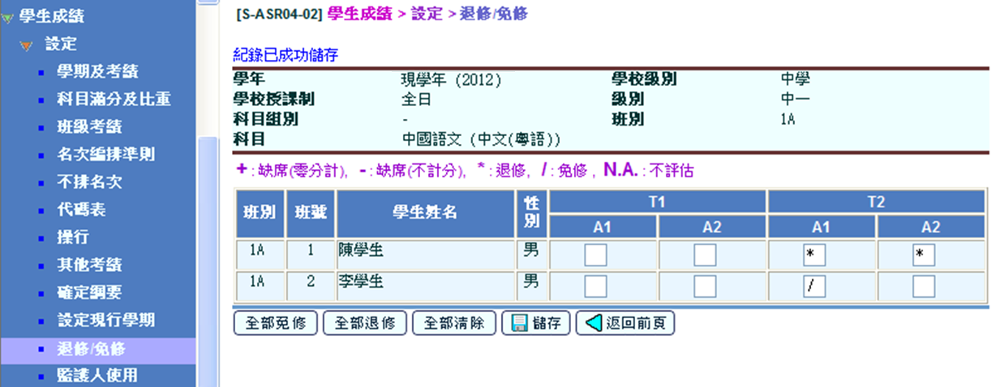 學生成績
設定
學期及考績
科目滿分及比重
班級考績
名次編排準則
不排名次
代碼表
操行
其他考績
確定綱要
設定現行學期
退修/免修
監護人使用
[S-ASR04-02] 學生成績 > 設定 > 退修/免修
紀錄已成功儲存
學年 現學年 (2012) 學校級別 中學
學校授課制 全日 級別 中一
科目組別 - 班別 1A
科目 中國語文 (中文(粵語))
+ : 缺席(零分計), - : 缺席(不計分), * : 退修, / : 免修 , N.A. : 不評估
班別 班號 學生姓名 性別 T1 T2
A1 A2 A1 A2
1A 1 陳學生 男 * *
1A 2 李學生 男 /
全部免修 全部退修 全部清除 儲存 返回前頁